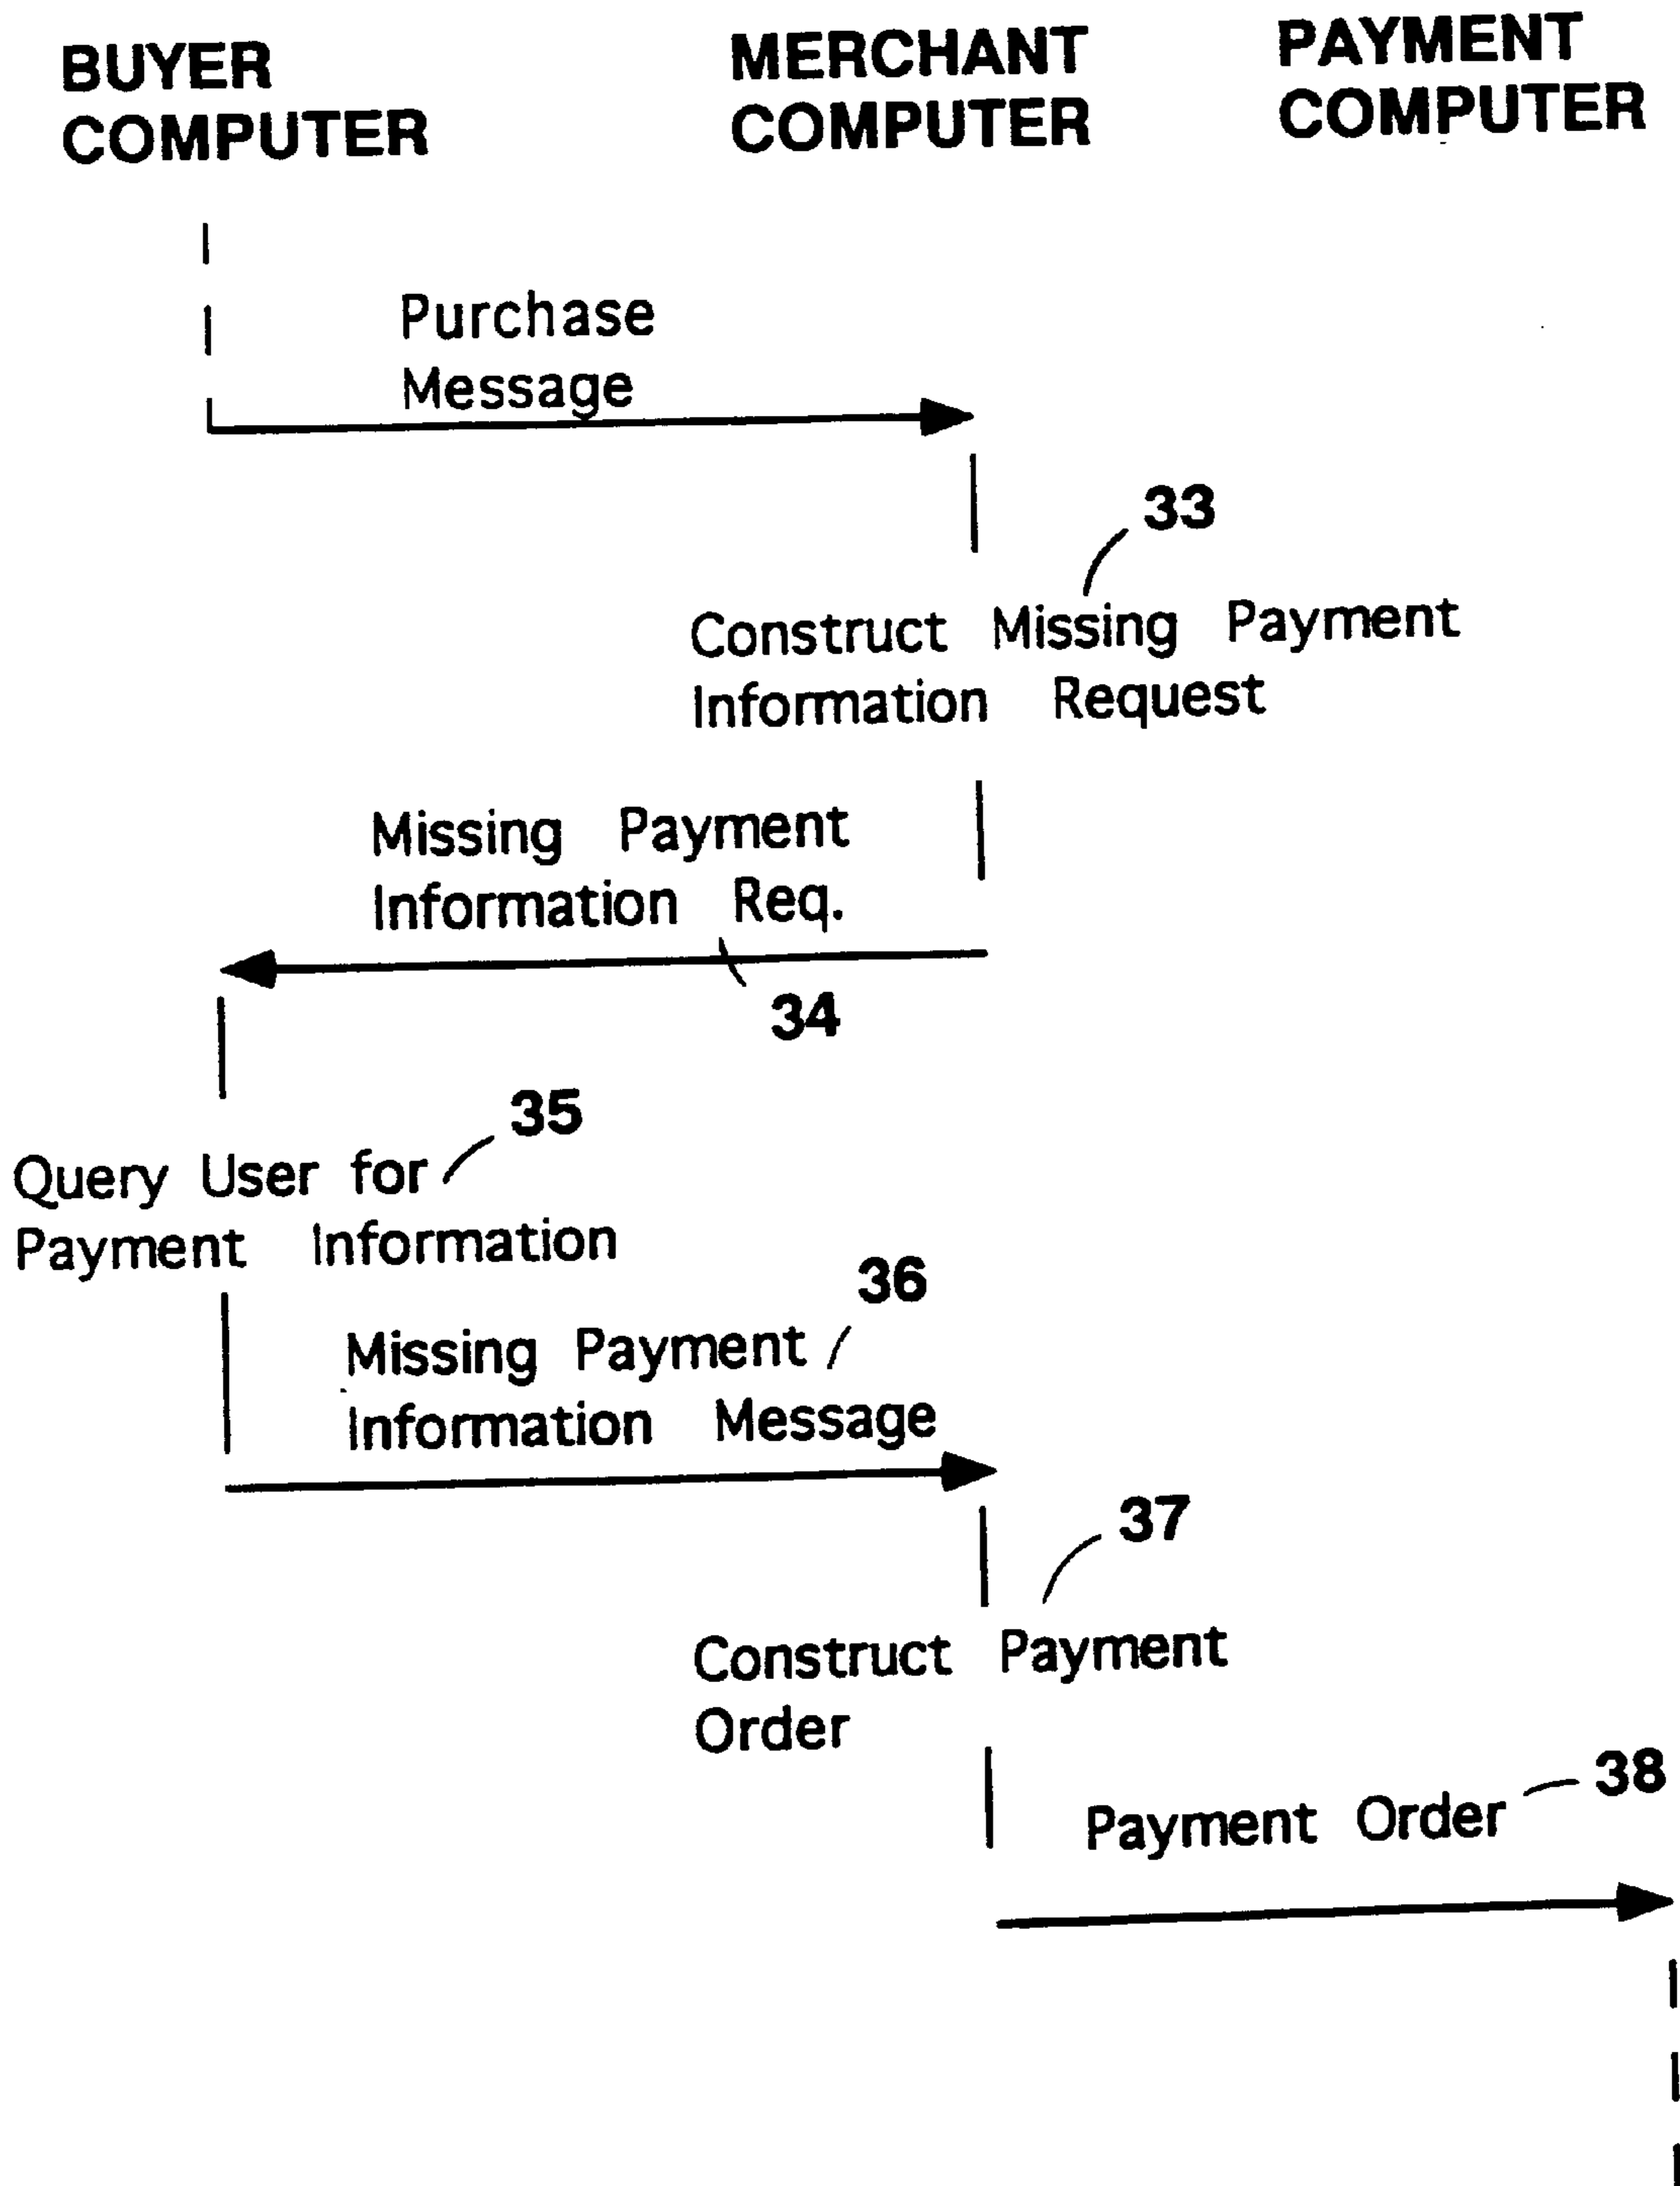 BUYER
COMPUTER
MERCHANT
COMPUTER
PAYMENT
COMPUTER
Purchase
Message
33
Construct Missing Payment
Information Request
Missing Payment
Information Req.
34
35
Query User for
Payment Information
36
Missing Payment
Information Message
37
Construct Payment
Order
38
Payment Order